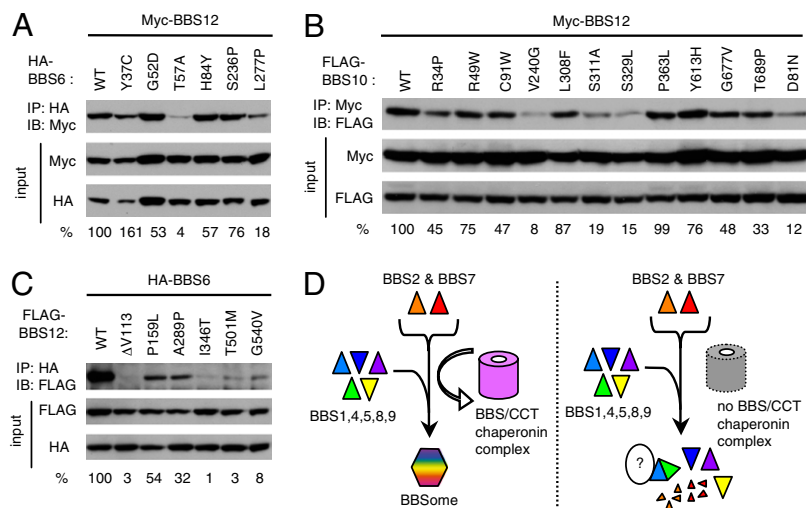 A
Myc-BBS12
HA-
BBS6 :
WT
Y37C
G52D
T57A
H84Y
S236P
L277P
IP: HA
IB: Myc
input
Myc
HA
% 100 161 53 4 57 76 18
B
Myc-BBS12
FLAG-
BBS10 :
WT
R34P
R49W
C91W
V240G
L308F
S311A
S329L
P363L
Y613H
G677V
T689P
D81N
IP: Myc
IB: FLAG
input
Myc
FLAG
% 100 45 75 47 8 87 19 15 99 76 48 33 12
C
HA-BBS6
FLAG-
BBS12:
WT
ΔV113
P159L
A289P
I346T
T501M
G540V
IP: HA
IB: FLAG
input
FLAG
HA
% 100 3 54 32 1 3 8
D
BBS2 & BBS7
BBS1,4,5,8,9
BBS/CCT
chaperonin
complex
BBSome
BBS2 & BBS7
BBS1,4,5,8,9
no BBS/CCT
chaperonin
complex
?